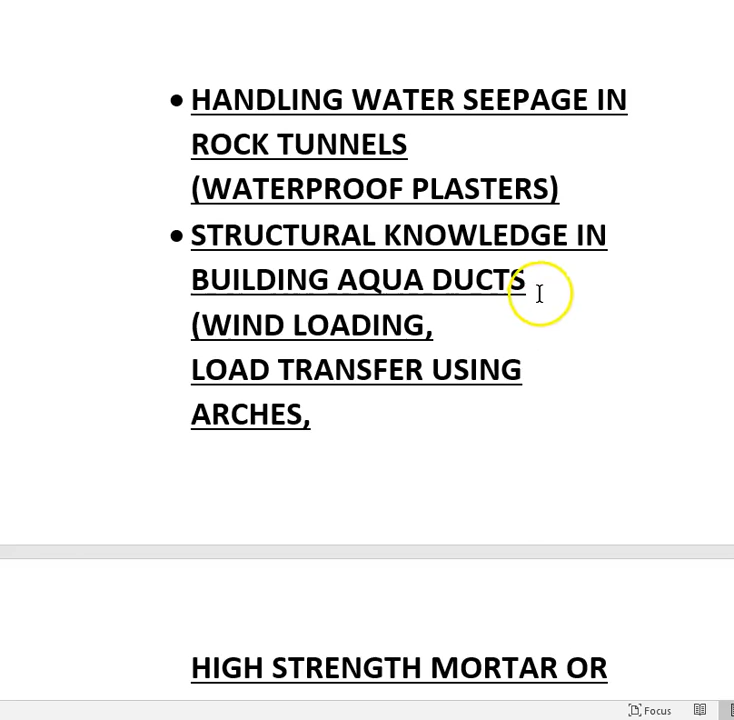 • HANDLING WATER SEEPAGE IN
ROCK TUNNELS
(WATERPROOF PLASTERS)
• STRUCTURAL KNOWLEDGE IN
BUILDING AQUA DUCTS
(WIND LOADING,
LOAD TRANSFER USING
ARCHES,
HIGH STRENGTH MORTAR OR
Focus